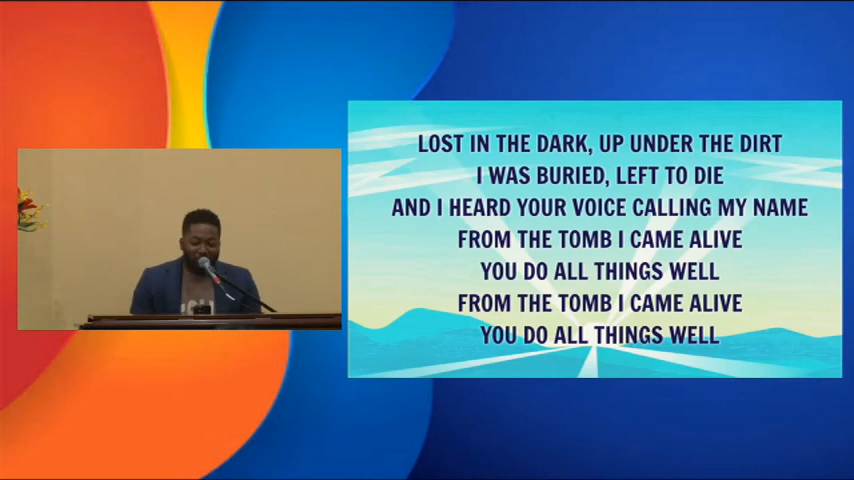 LOST IN THE DARK, UP UNDER THE DIRT
I WAS BURIED, LEFT TO DIE
AND I HEARD YOUR VOICE CALLING MY NAME
FROM THE TOMB I CAME ALIVE
YOU DO ALL THINGS WELL
FROM THE TOMB I CAME ALIVE
YOU DO ALL THINGS WELL